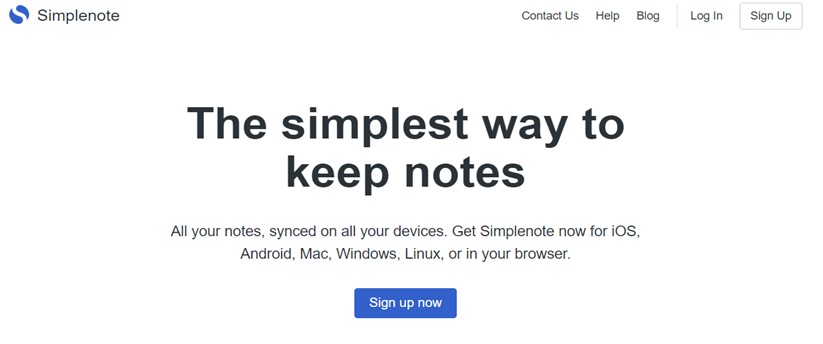 Simplenote
Contact Us
Help
Blog
Log In
Sign Up
The simplest way to
keep notes
All your notes, synced on all your devices. Get Simplenote now for iOS,
Android, Mac, Windows, Linux, or in your browser.
Sign up now